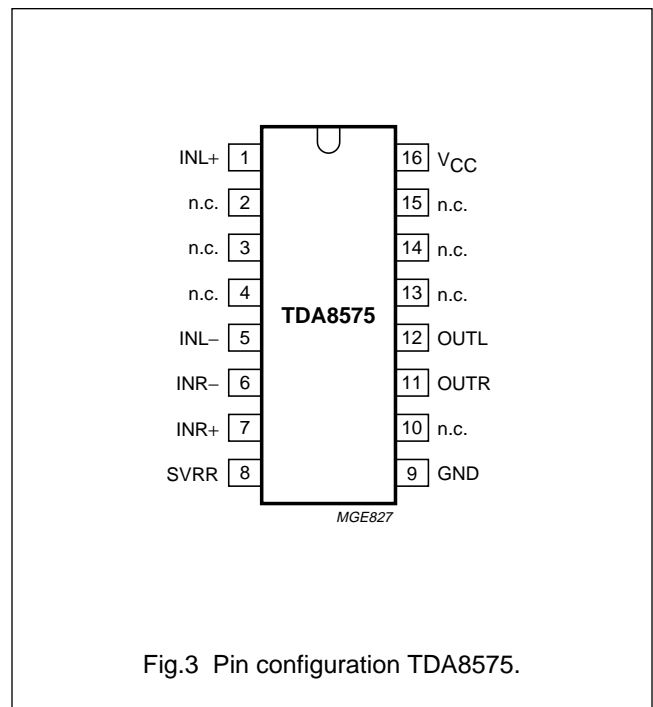 INL+ 1 16 VCC
n.c. 2 15 n.c.
n.c. 3 14 n.c.
n.c. 4 13 n.c.
TDA8575
INL− 5 12 OUTL
INR− 6 11 OUTR
INR+ 7 10 n.c.
SVRR 8 9 GND
MGE827
Fig.3 Pin configuration TDA8575.